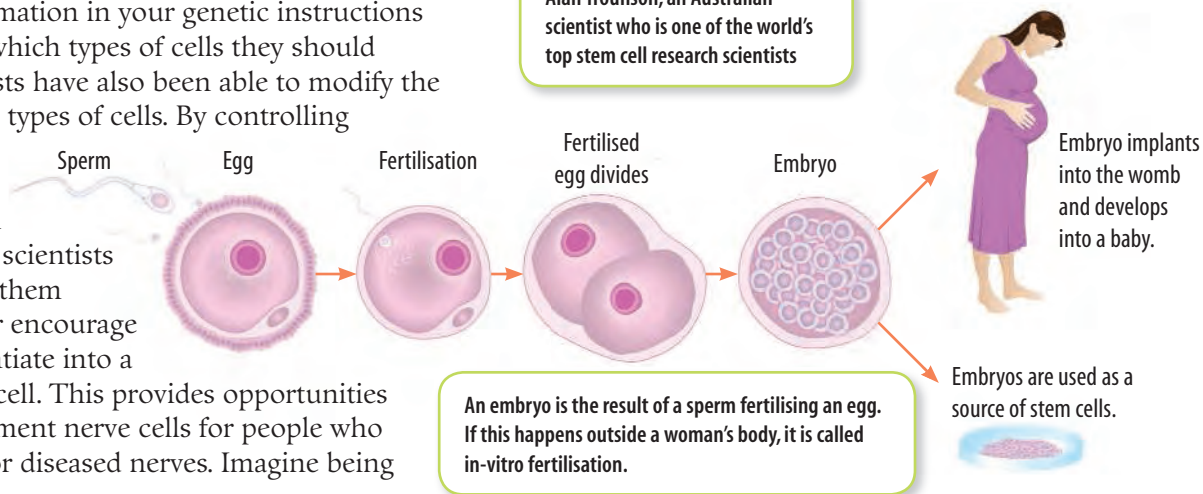 mation in your genetic instructions
which types of cells they should
sts have also been able to modify the
types of cells. By controlling
scientists
them
r encourage
tiate into a
cell. This provides opportunities
ment nerve cells for people who
or diseased nerves. Imagine being
Alan Trounson, an Australian
scientist who is one of the world's
top stem cell research scientists
Sperm
Egg
Fertilisation
Fertilised
egg divides
Embryo
Embryo implants
into the womb
and develops
into a baby.
Embryos are used as a
source of stem cells.
An embryo is the result of a sperm fertilising an egg.
If this happens outside a woman's body, it is called
in-vitro fertilisation.